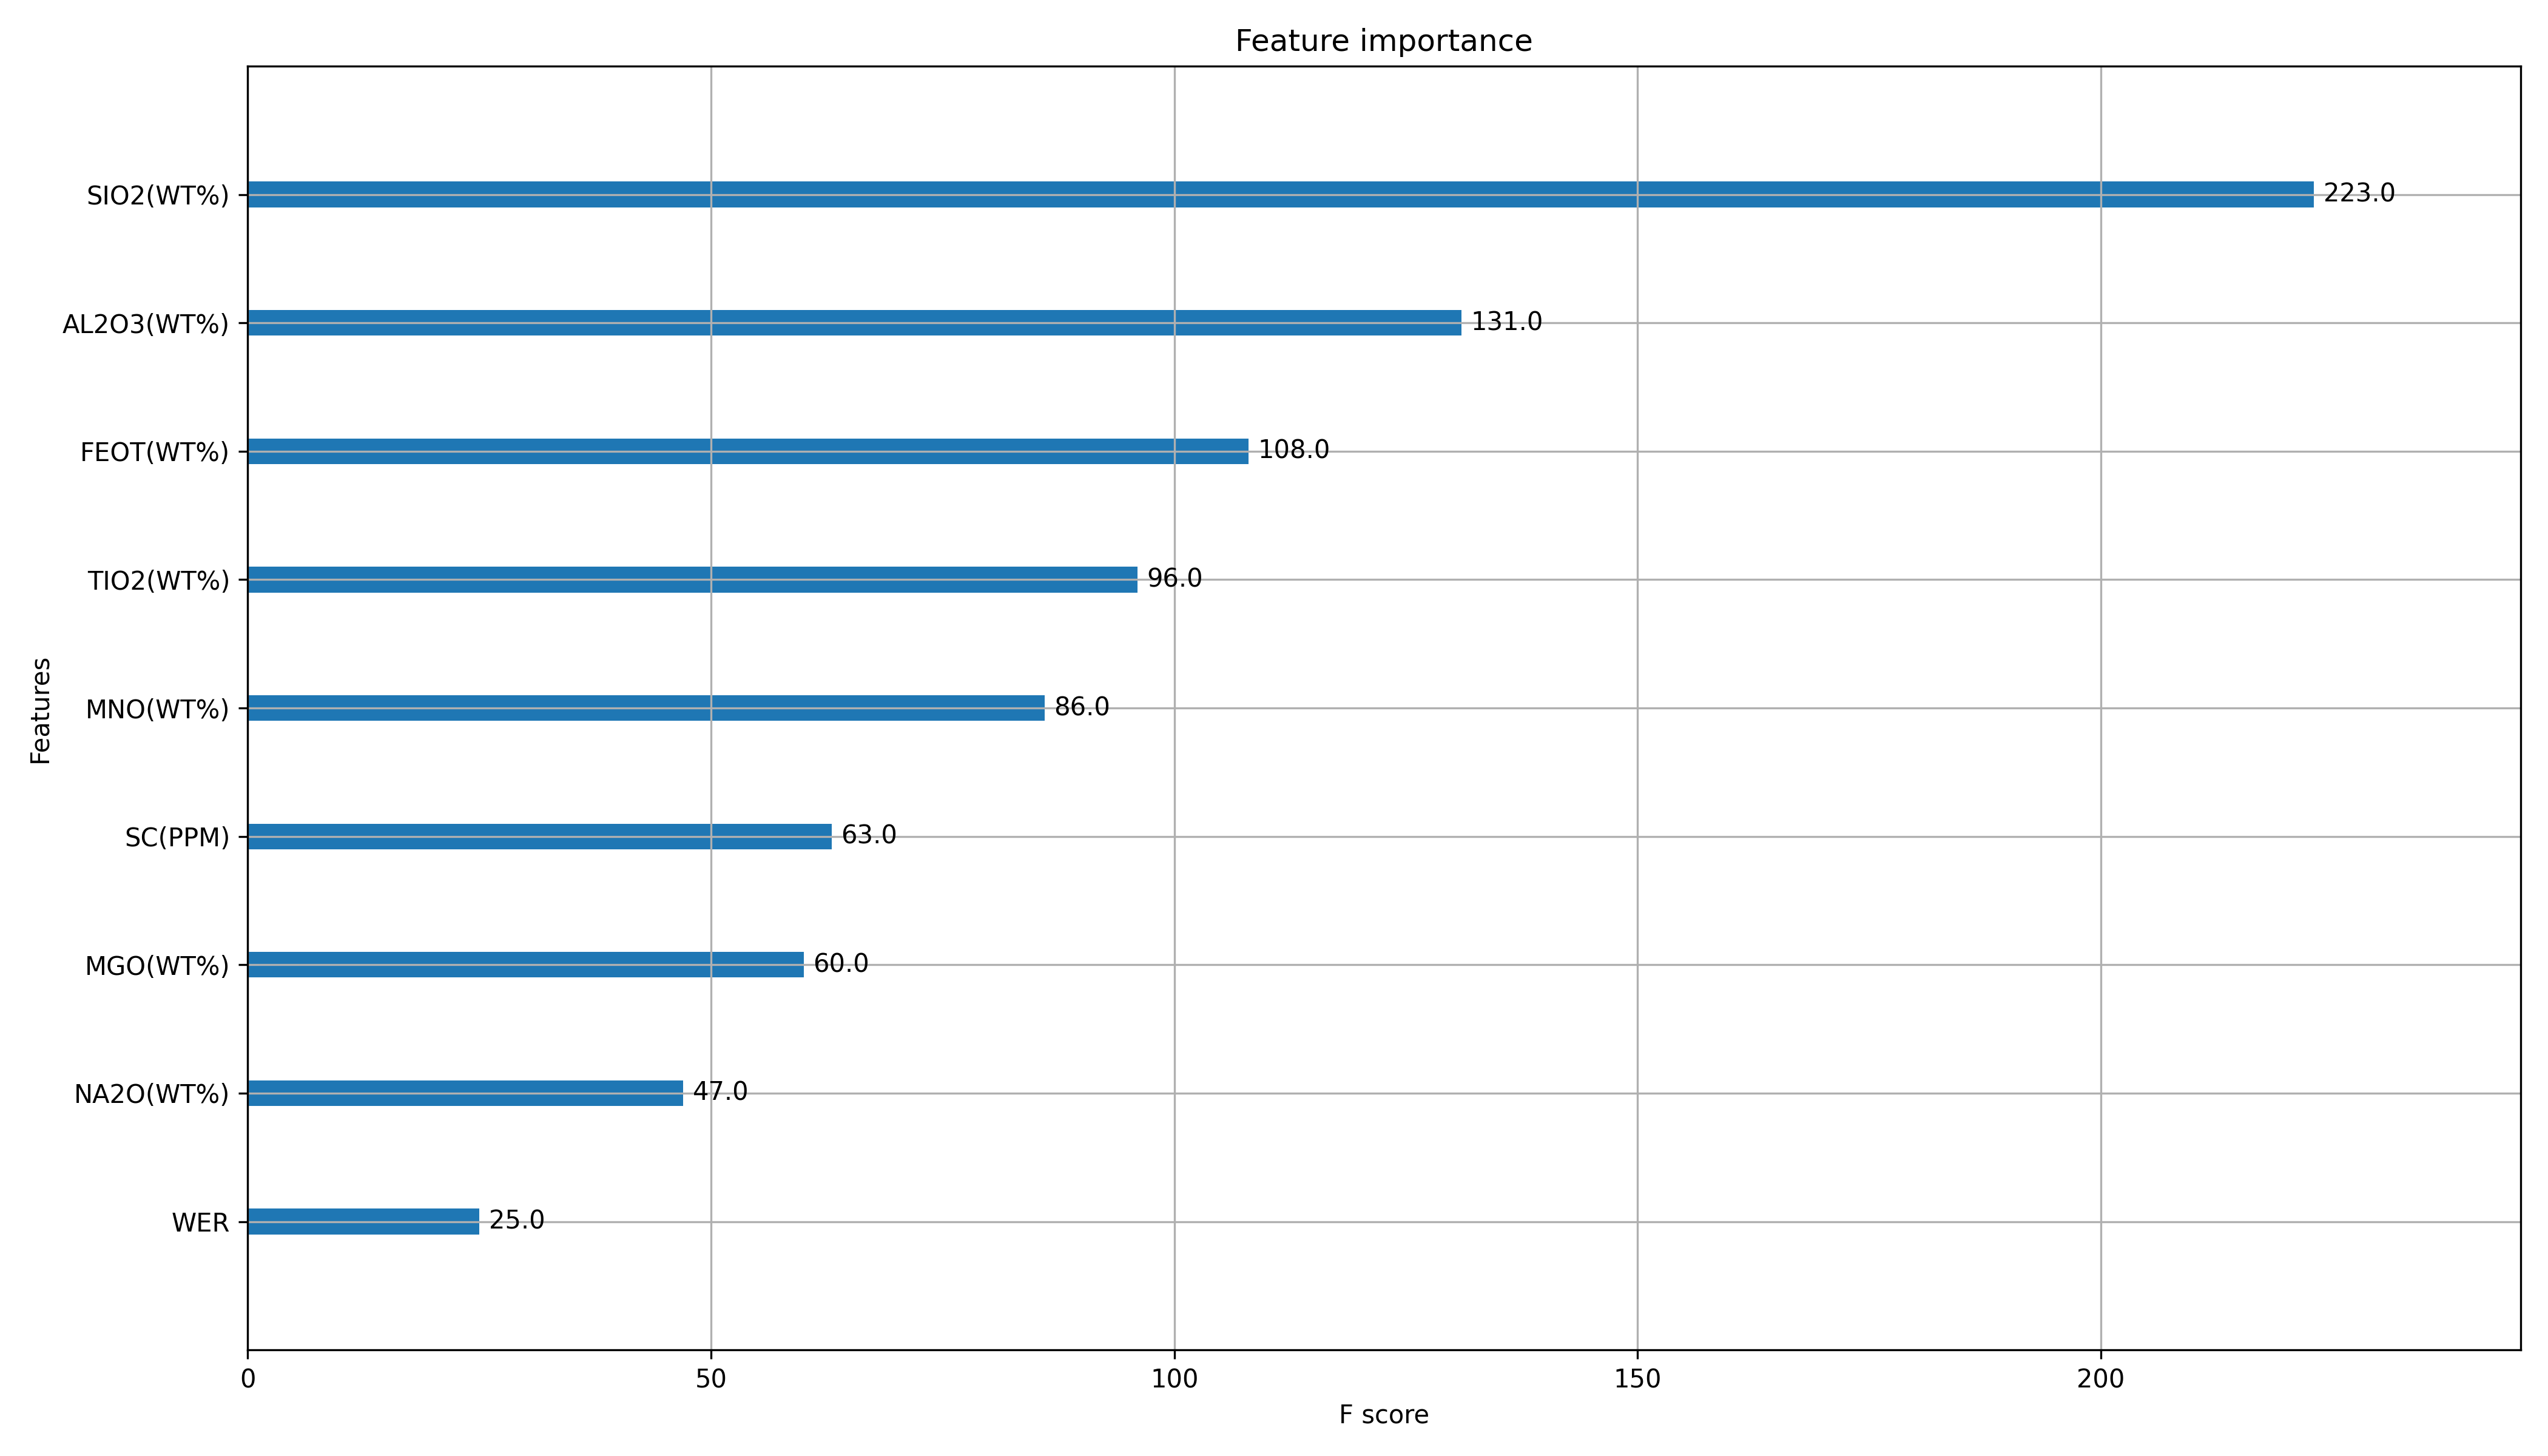 Feature importance
SIO2(WT%)
223.0
AL2O3(WT%)
131.0
FEOT(WT%)
108.0
TIO2(WT%)
96.0
MNO(WT%)
86.0
SC(PPM)
63.0
MGO(WT%)
60.0
NA2O(WT%)
47.0
WER
25.0
Features
0 50 100 150 200
F score